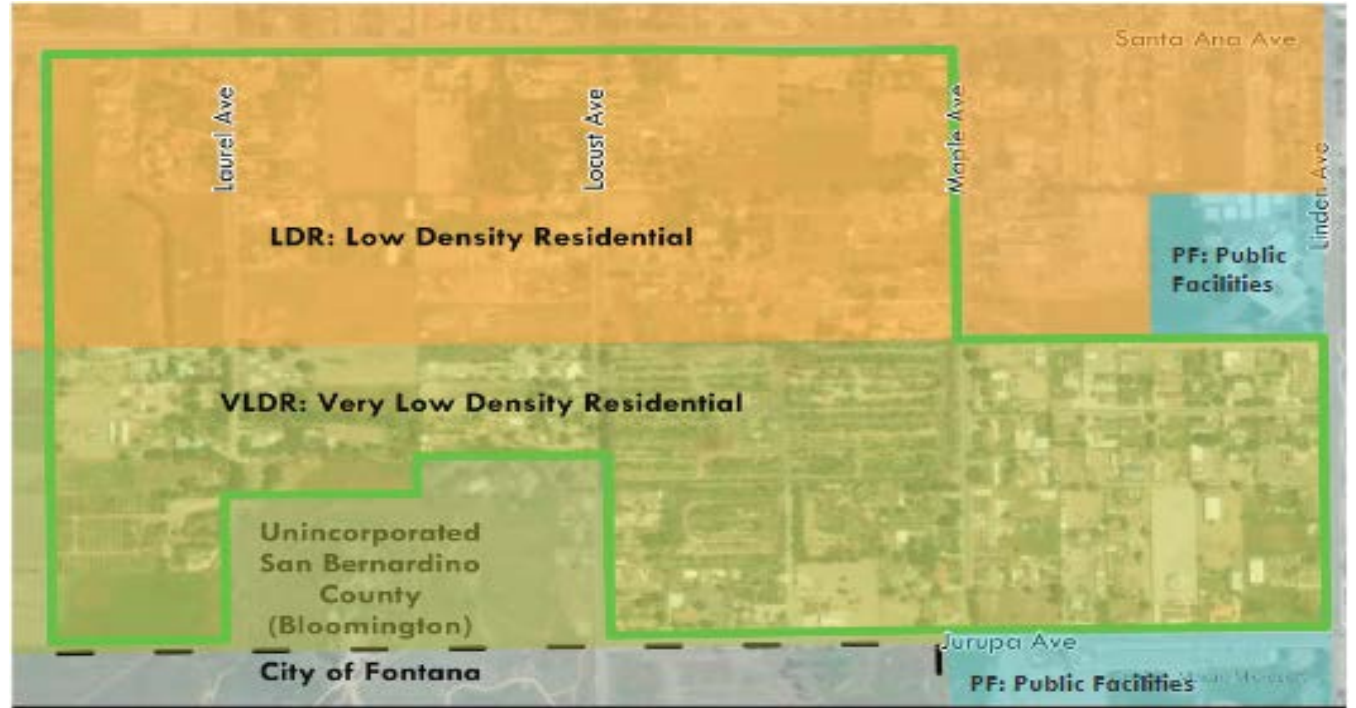 Santa Ana Ave
Laurel Ave
Locust Ave
Maple Ave
Linden Ave
LDR: Low Density Residential
PF: Public
Facilities
VLDR: Very Low Density Residential
Unincorporated
San Bernardino
County
(Bloomington)
Jurupa Ave
City of Fontana
PF: Public Facilities